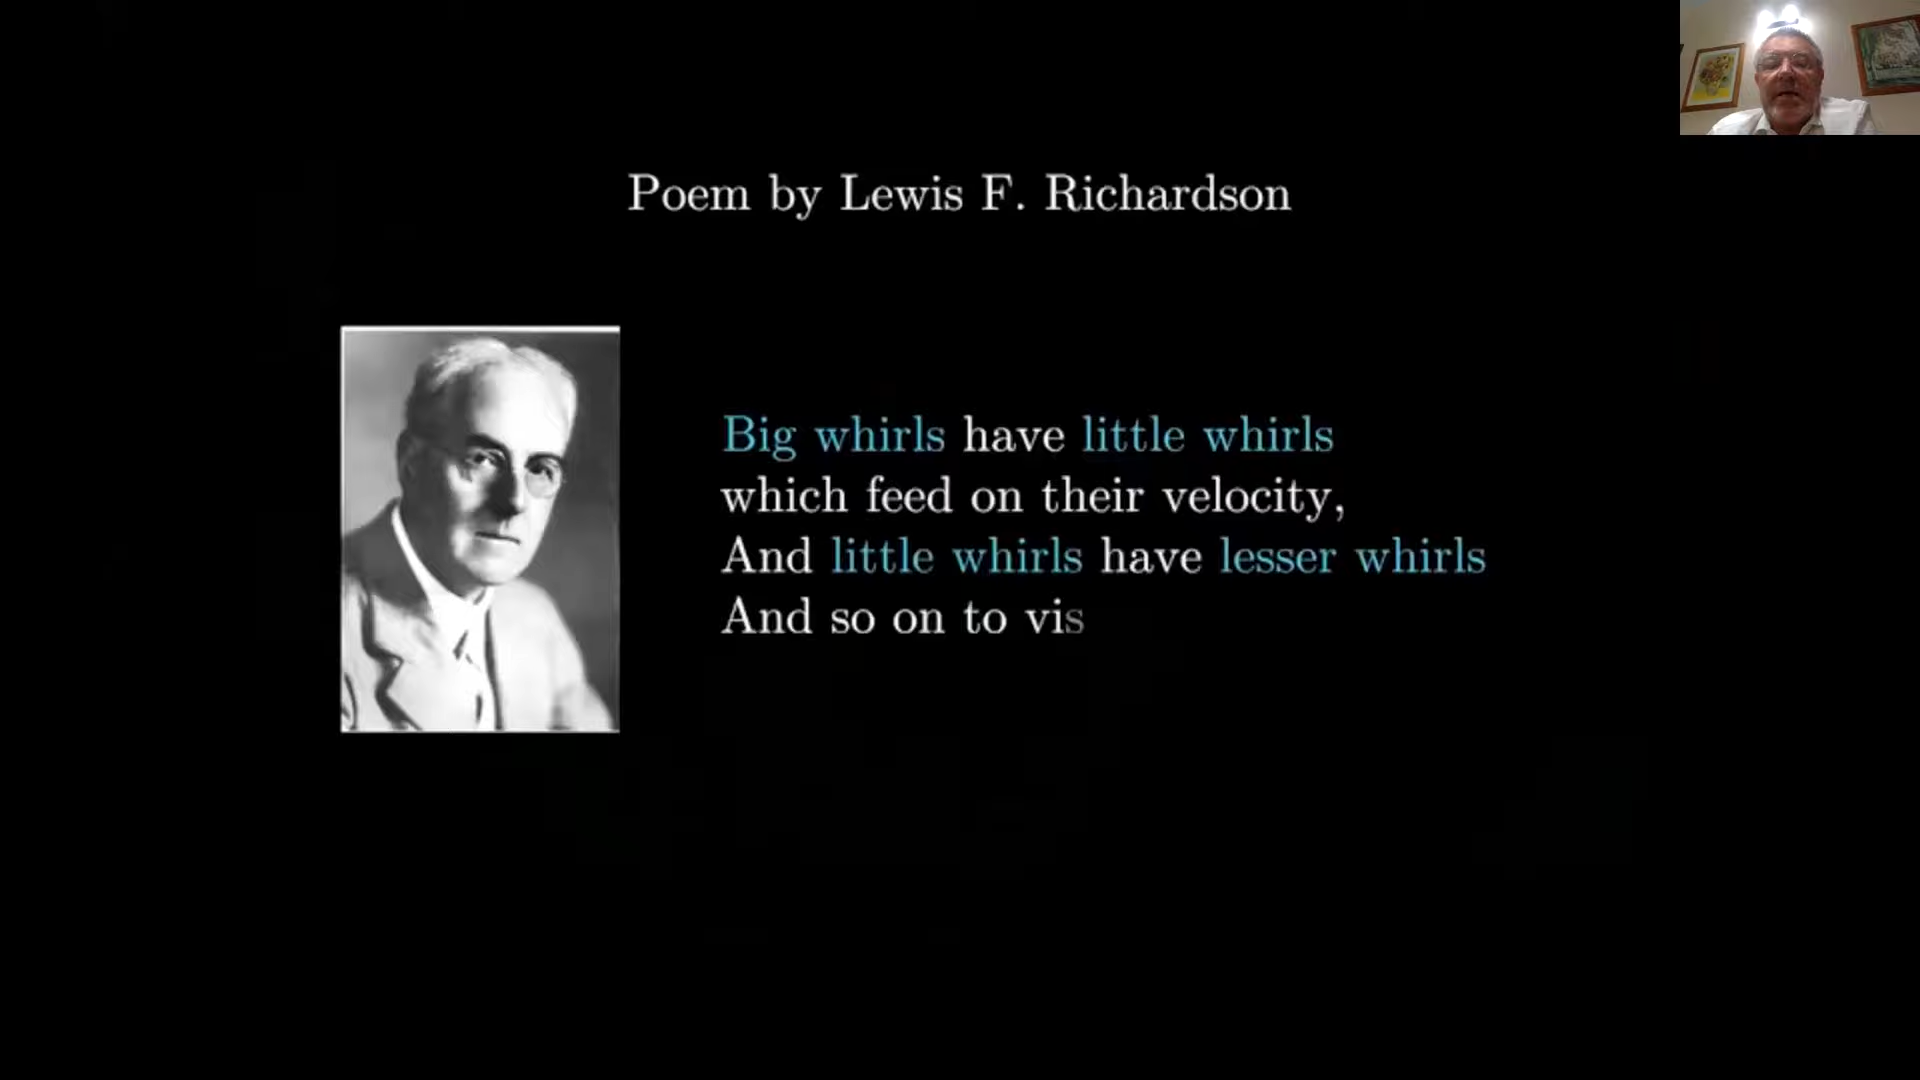 Poem by Lewis F. Richardson
Big whirls have little whirls
which feed on their velocity,
And little whirls have lesser whirls
And so on to vis